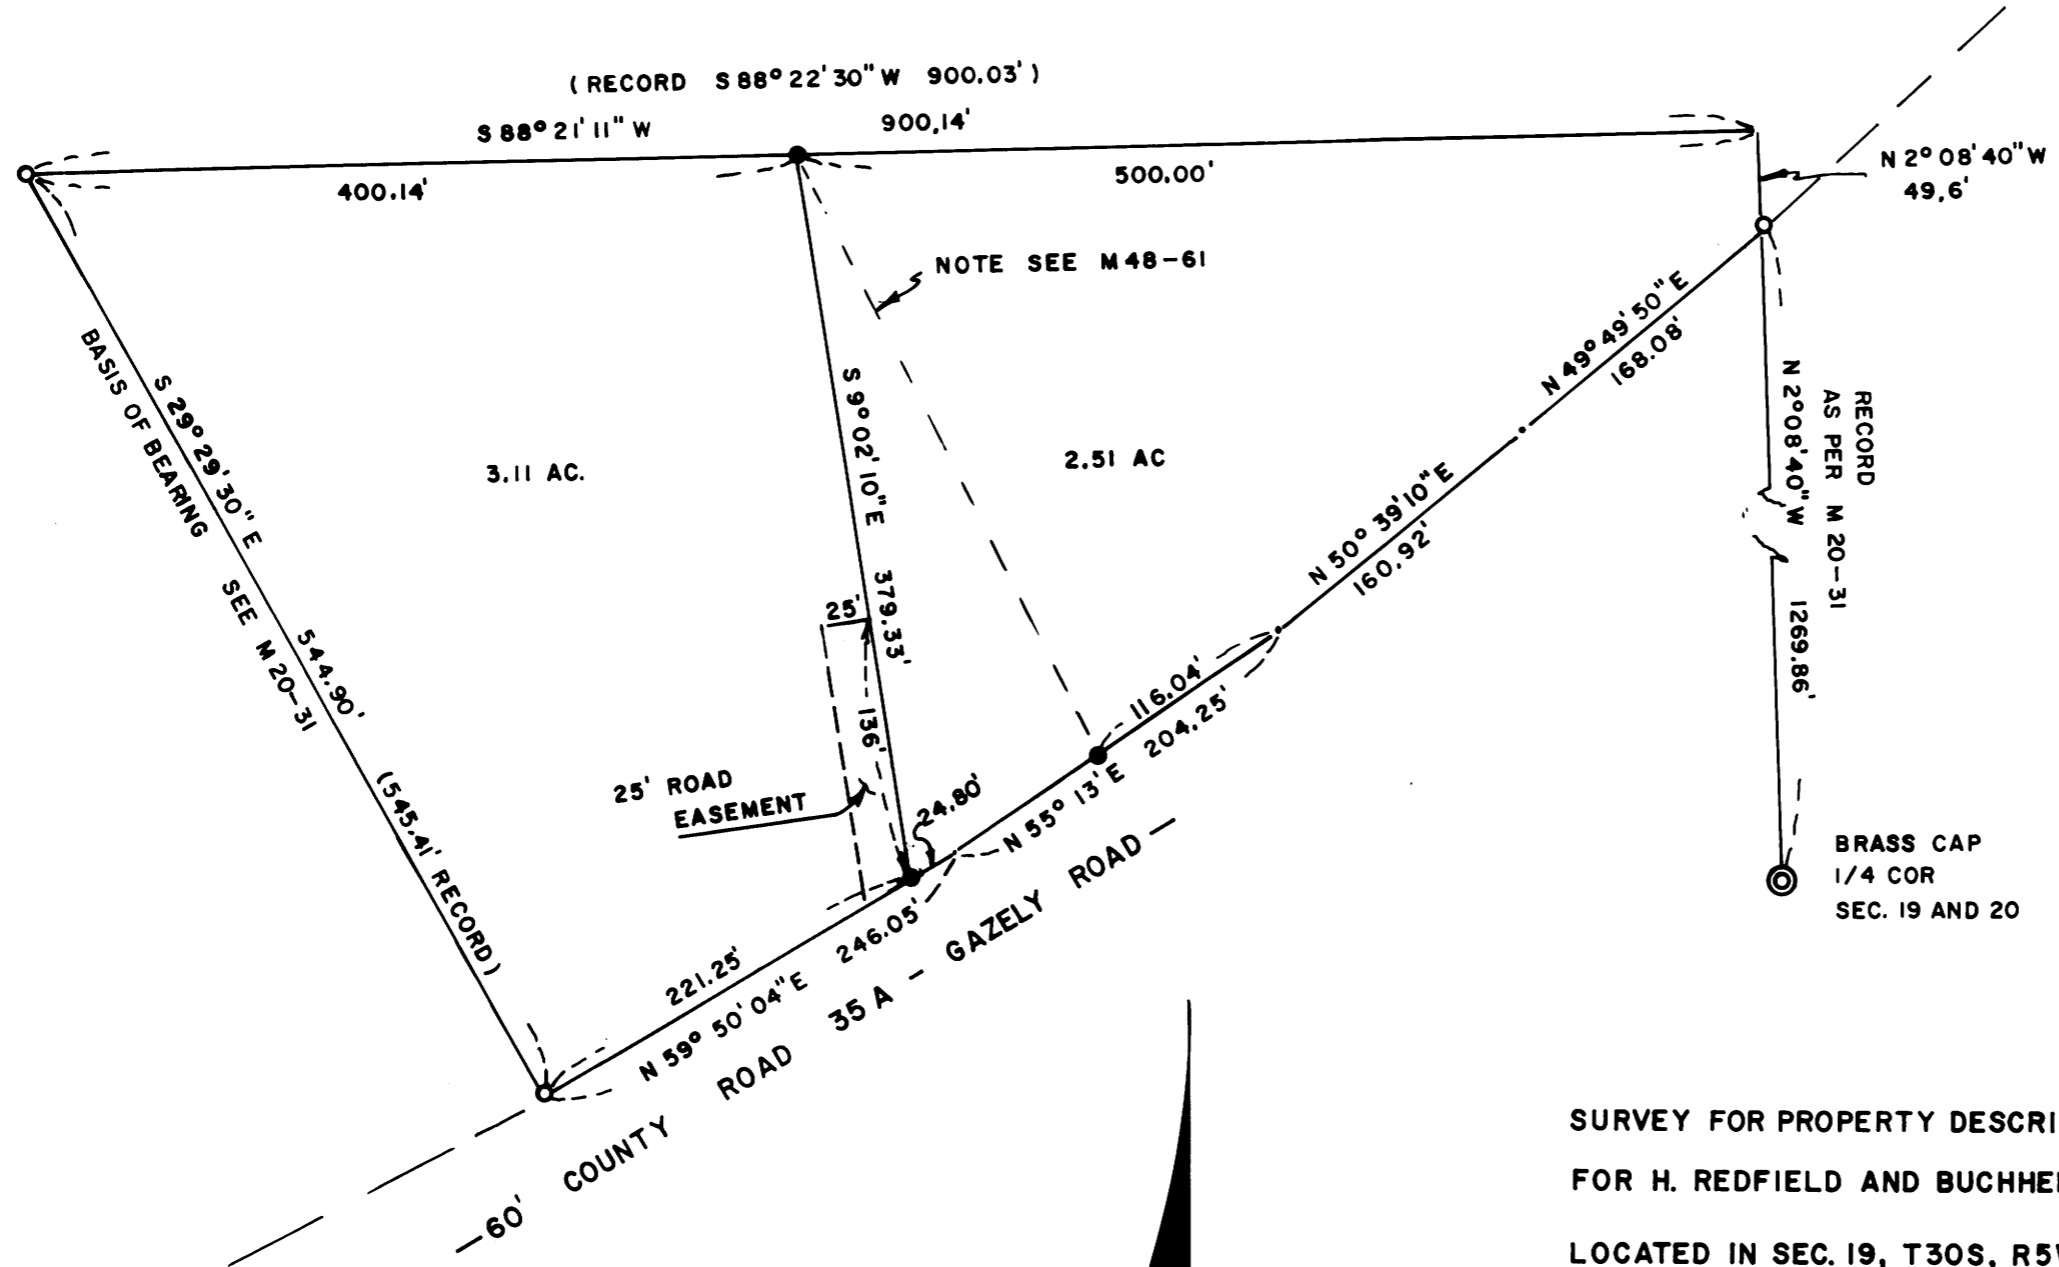 (RECORD S 88° 22' 30" W 900.03')
S 88° 21' 11" W 900.14'
400.14'
500.00'
N 2° 08' 40" W
49.6'
NOTE SEE M 48-61
N 49° 49' 50" E
168.08'
N 50° 39' 10" E
160.92'
RECORD
AS PER M 20-31
N 2° 08' 40" W 1269.86'
S 29° 29' 30" E 544.90' (545.41' RECORD)
BASIS OF BEARING SEE M 20-31
3.11 AC.
S 9° 02' 10" E 379.33'
2.51 AC
25'
136'
25' ROAD
EASEMENT
24.80'
116.04'
N 55° 13' E 204.25'
221.25'
N 59° 50' 04" E 246.05'
-60' COUNTY ROAD 35 A - GAZELY ROAD-
BRASS CAP
1/4 COR
SEC. 19 AND 20
SURVEY FOR PROPERTY DESCRI
FOR H. REDFIELD AND BUCHHE
LOCATED IN SEC. 19, T30S, R5